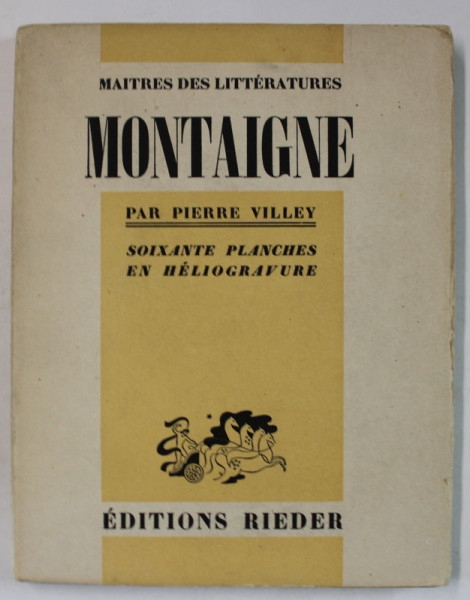 MAITRES DES LITTÉRATURES
MONTAIGNE
PAR PIERRE VILLEY
SOIXANTE PLANCHES
EN HÉLIOGRAVURE
ÉDITIONS RIEDER